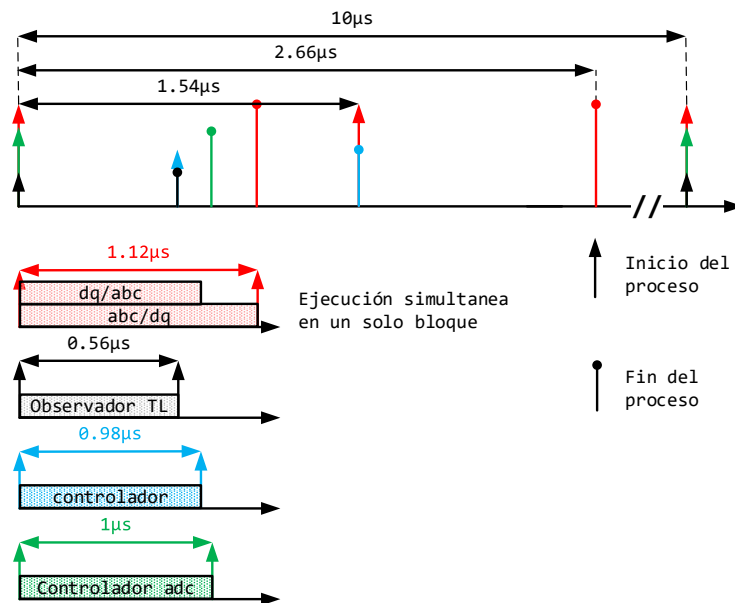 10µs
2.66µs
1.54µs
//
1.12µs
dq/abc
abc/dq
Ejecución simultanea
en un solo bloque
Inicio del
proceso
0.56µs
Observador TL
Fin del
proceso
0.98µs
controlador
1µs
Controlador adc